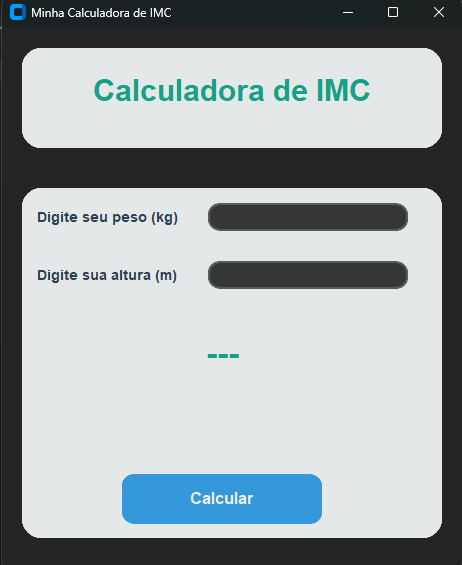 Minha Calculadora de IMC
Calculadora de IMC
Digite seu peso (kg)
Digite sua altura (m)
---
Calcular